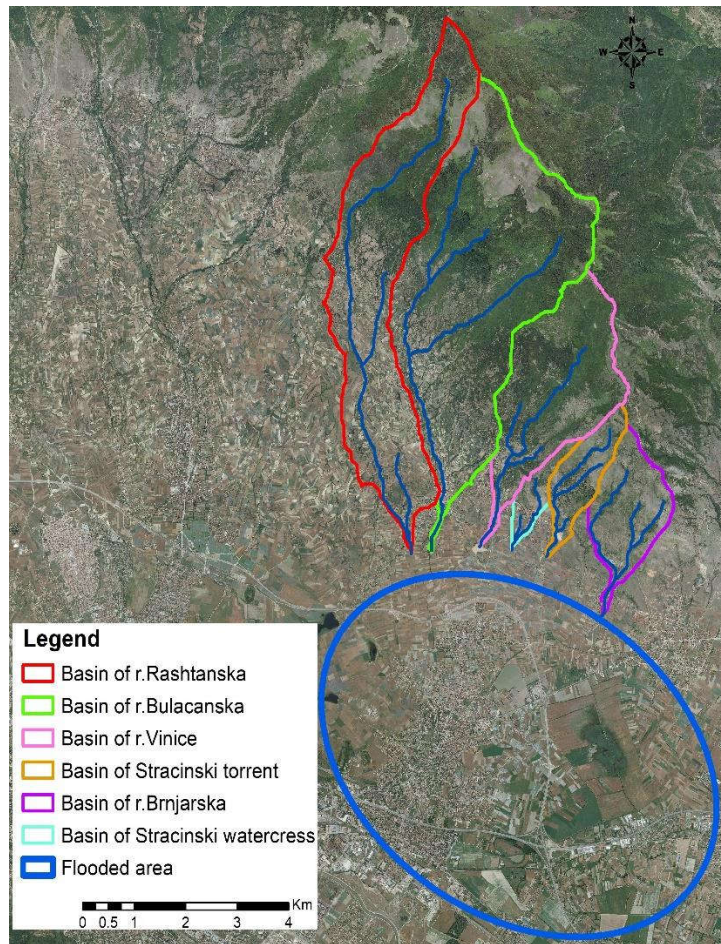 N
W E
S
Legend
Basin of r.Rashtanska
Basin of r.Bulacanska
Basin of r.Vinice
Basin of Stracinski torrent
Basin of r.Brnjarska
Basin of Stracinski watercress
Flooded area
Km
0 0.5 1 2 3 4